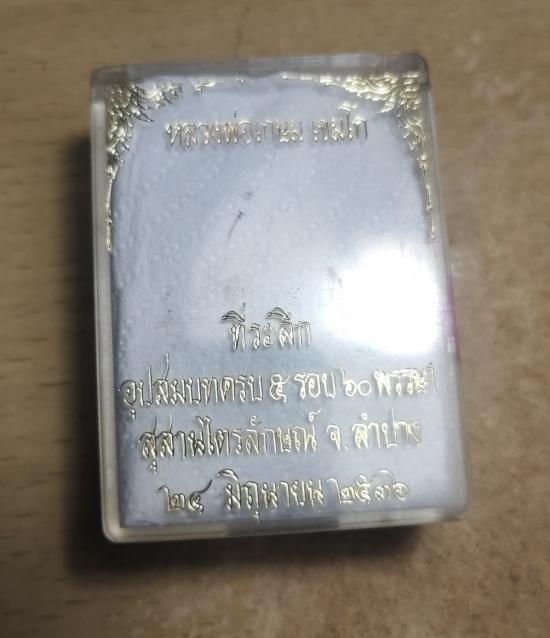 หลวงพ่อเกษม เขมโก
ที่ระลึก
อุปสมบทครบ ๕ รอบ ๖๐ พรรษา
สุสานไตรลักษณ์ จ.ลำปาง
๒๘ มิถุนายน ๒๕๓๖